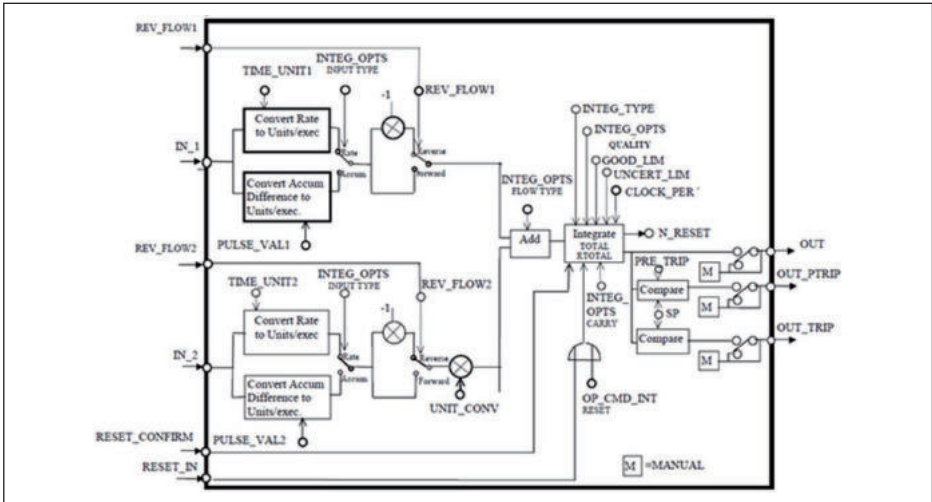 REV_FLOW1
TIME_UNIT1
INTEG_OPTS
INPUT TYPE
-1
REV_FLOW1
Convert Rate
to Units/exec
IN_1
Rate
Accum
Reverse
Forward
Convert Accum
Difference to
Units/exec.
PULSE_VAL1
INTEG_TYPE
INTEG_OPTS
QUALITY
GOOD_LIM
UNCERT_LIM
CLOCK_PER
INTEG_OPTS
FLOW TYPE
Add
Integrate
TOTAL
RTOTAL
N_RESET
OUT
REV_FLOW2
TIME_UNIT2
INTEG_OPTS
INPUT TYPE
-1
REV_FLOW2
PRE_TRIP
M
OUT_PTRIP
Compare
M
SP
INTEG_
OPTS
CARRY
Compare
OUT_TRIP
M
Convert Rate
to Units/exec
IN_2
Rate
Accum
Reverse
Forward
Convert Accum
Difference to
Units/exec.
UNIT_CONV
OP_CMD_INT
RESET
PULSE_VAL2
RESET_CONFIRM
RESET_IN
M =MANUAL